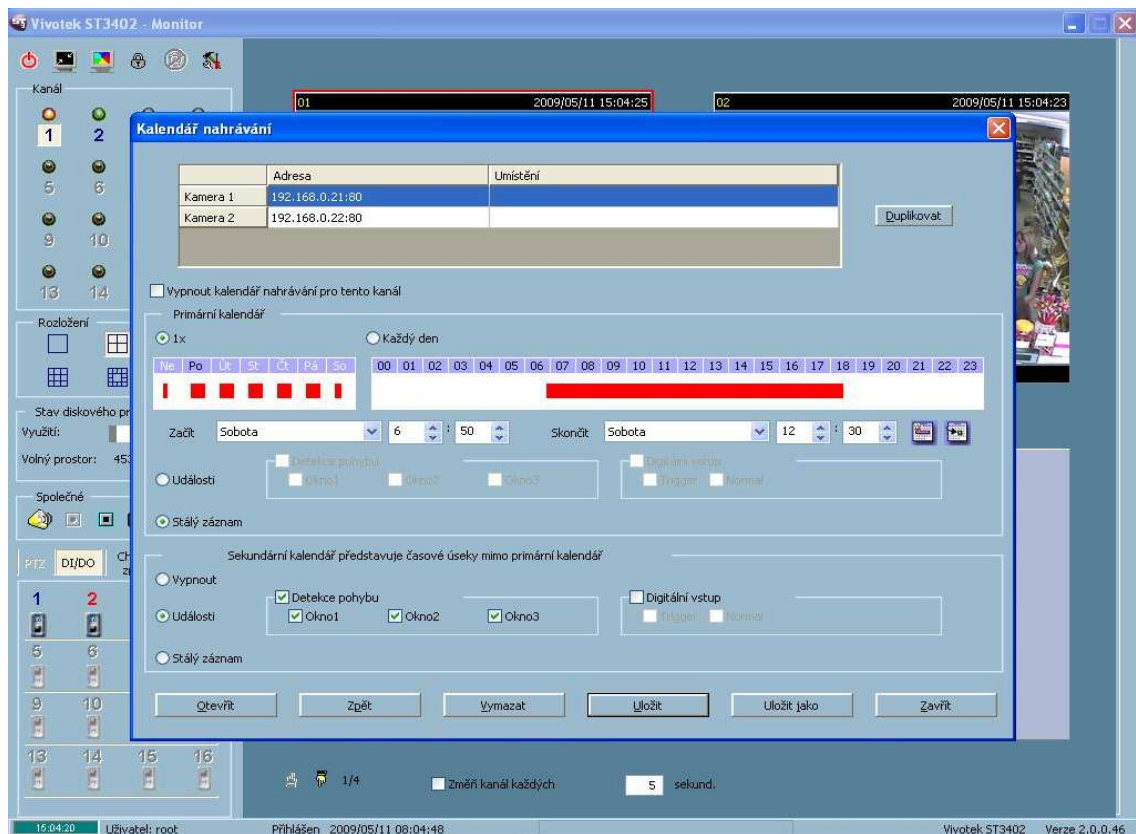 Vivotek ST3402 - Monitor
Kanál
1 2
5 6
9 10
13 14
01 2009/05/11 15:04:25
02 2009/05/11 15:04:23
Rozložení
Stav diskového pr
Využití:
Volný prostor: 453
Společné
PTZ DI/DO
1 2
5 6
9 10
13 14 15 16
Kalendář nahrávání
Adresa Umístění
Kamera 1 192.168.0.21:80
Kamera 2 192.168.0.22:80
Duplikovat
Vypnout kalendář nahrávání pro tento kanál
Primární kalendář
1x Každý den
Ne Po Út St Čt Pá So 00 01 02 03 04 05 06 07 08 09 10 11 12 13 14 15 16 17 18 19 20 21 22 23
Začít Sobota 6 : 50 Skončit Sobota 12 : 30
Detekce pohybu Digitální vstup
Události Okno1 Okno2 Okno3 Trigger Normal
Stálý záznam
Sekundární kalendář představuje časové úseky mimo primární kalendář
Vypnout
Detekce pohybu Digitální vstup
Události Okno1 Okno2 Okno3 Trigger Normal
Stálý záznam
Otevřít Zpět Vymazat Uložit Uložit jako Zavřít
1/4 Změň kanál každých 5 sekund.
15:04:20 Uživatel: root Přihlášen 2009/05/11 08:04:48 Vivotek ST3402 Verze 2.0.0.46